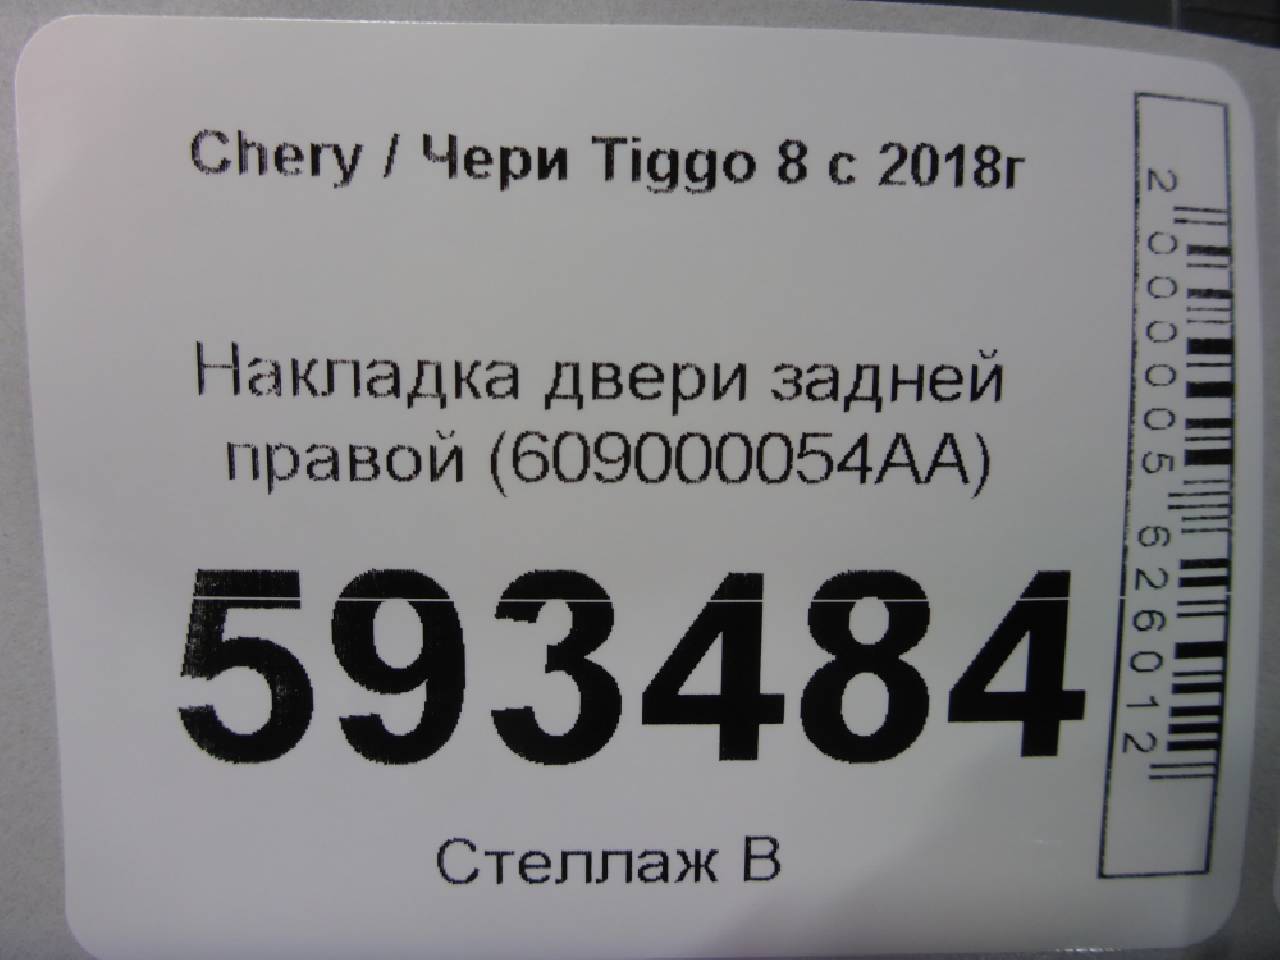 Chery / Чери Tiggo 8 с 2018г
Накладка двери задней
правой (609000054AA)
593484
Стеллаж В
2000005626012